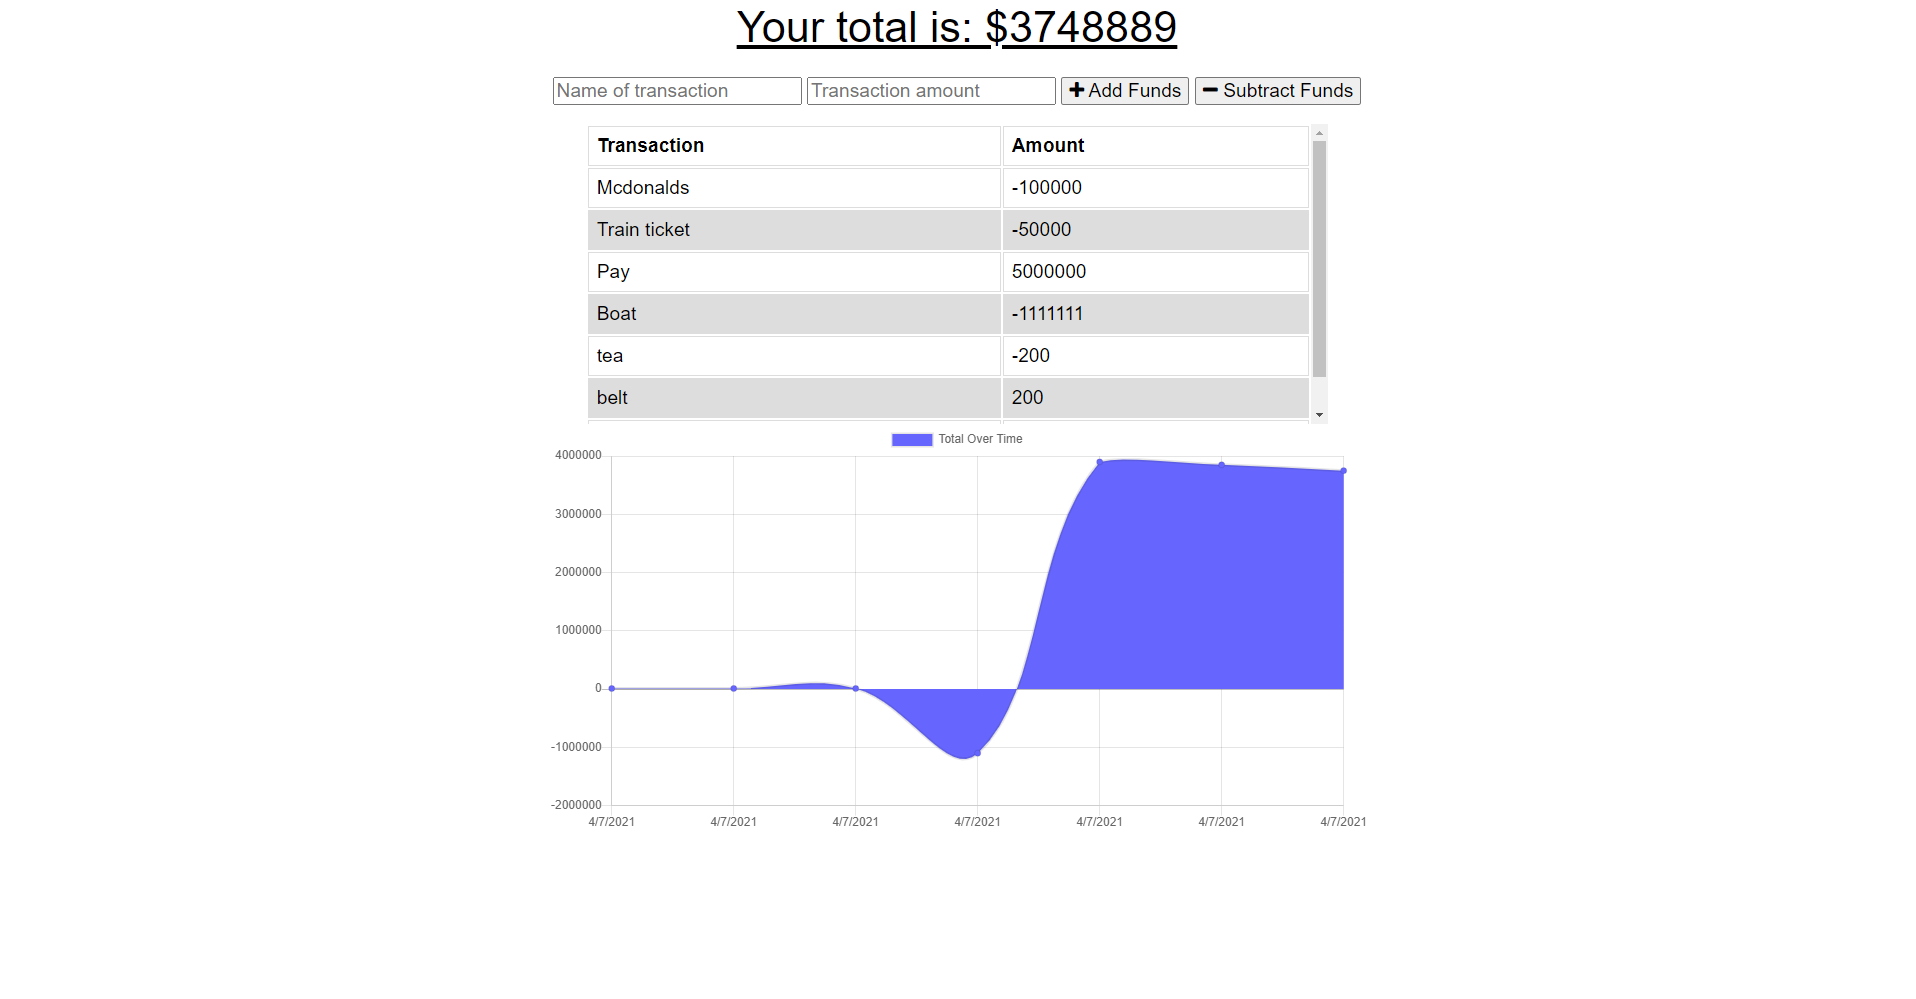 Your total is: $3748889
Name of transaction Transaction amount Add Funds Subtract Funds
Transaction Amount
Mcdonalds -100000
Train ticket -50000
Pay 5000000
Boat -1111111
tea -200
belt 200
Total Over Time
4000000
3000000
2000000
1000000
0
-1000000
-2000000
4/7/2021 4/7/2021 4/7/2021 4/7/2021 4/7/2021 4/7/2021 4/7/2021